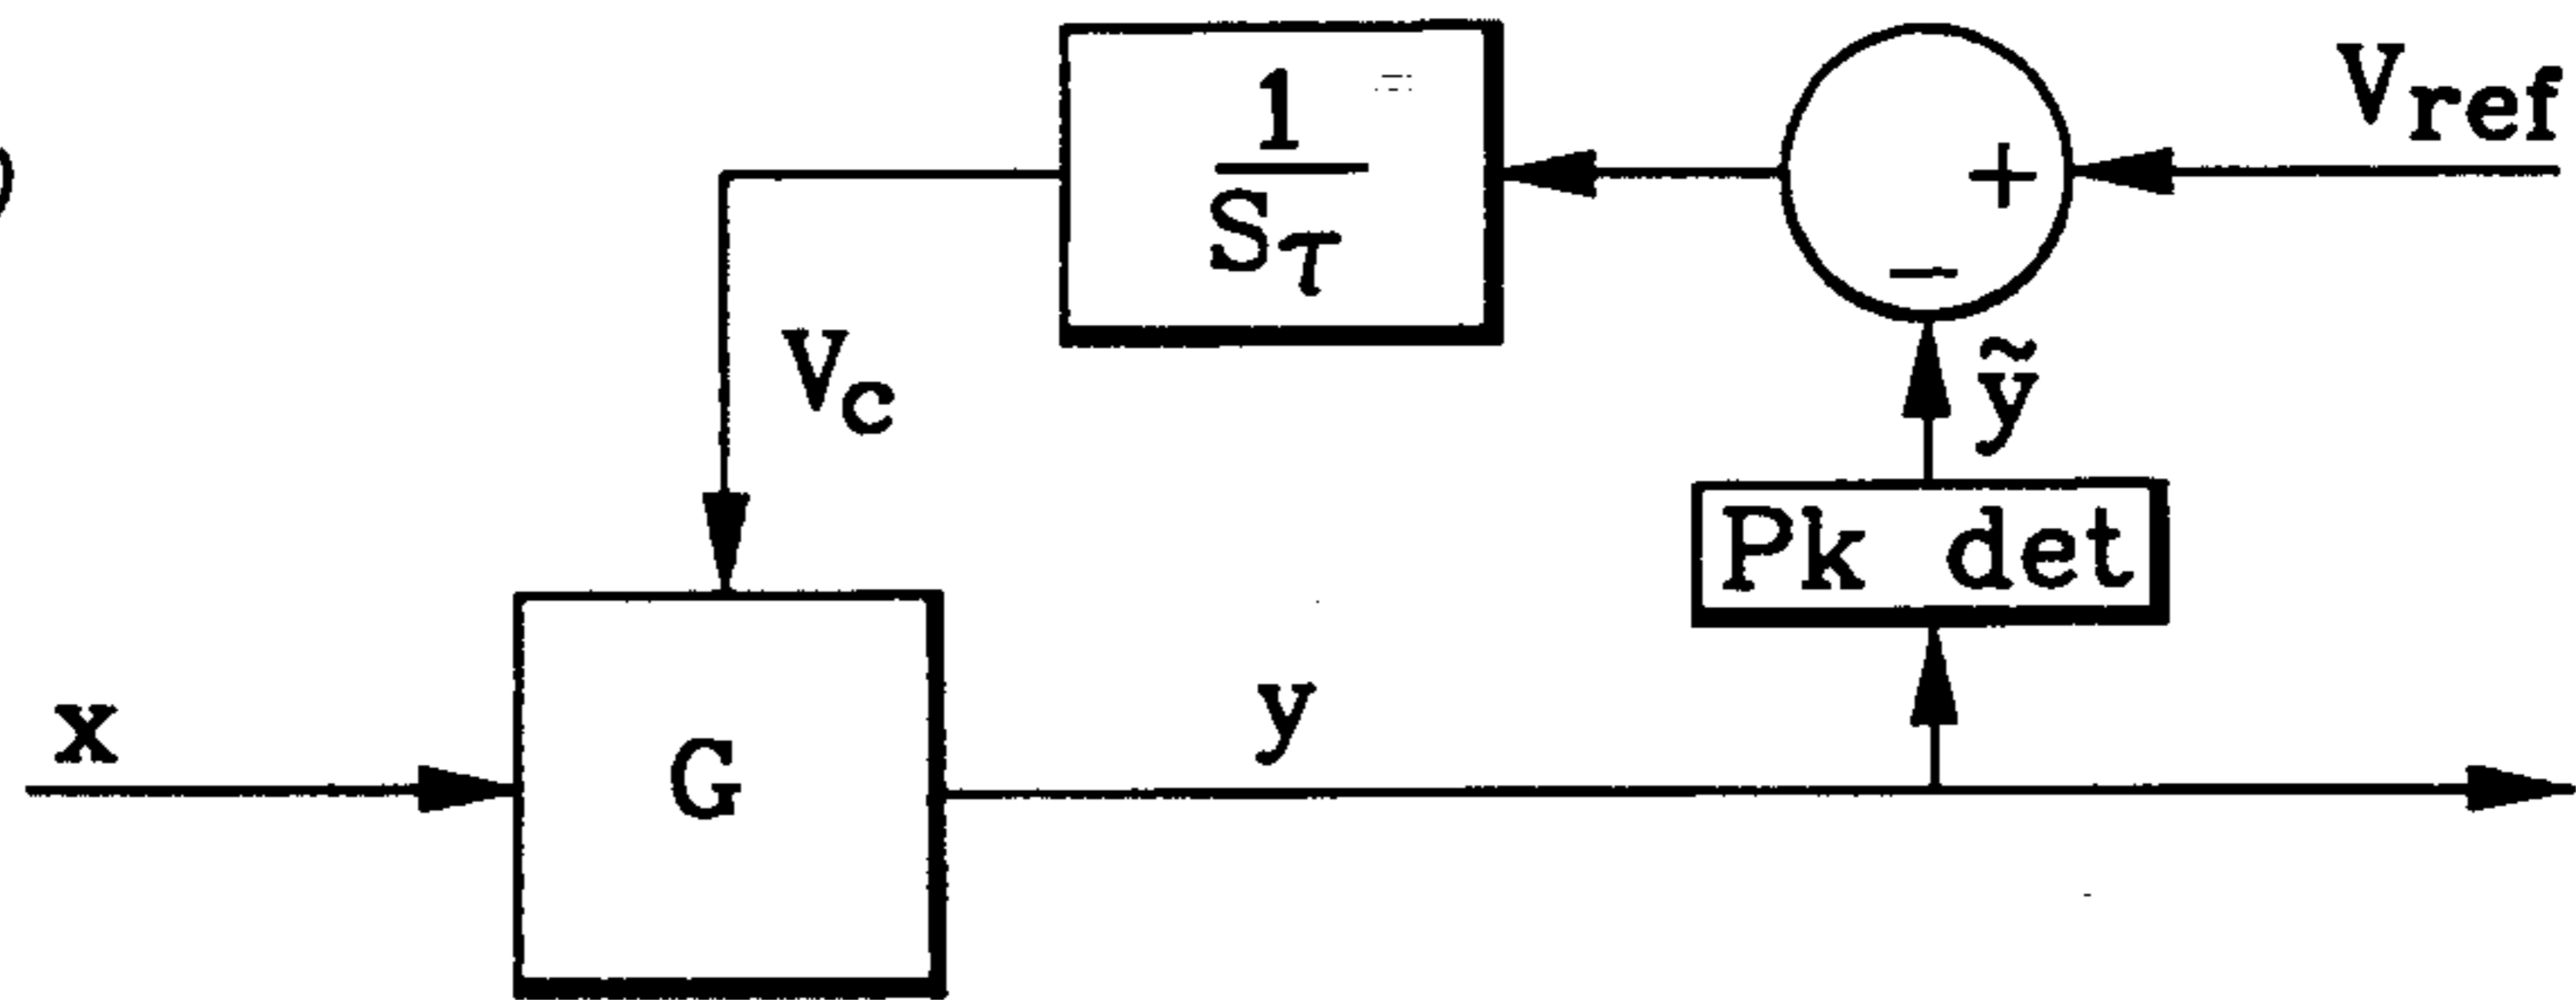 )
1
Sτ
+
−
Vref
Vc
ỹ
Pk det
x
G
y